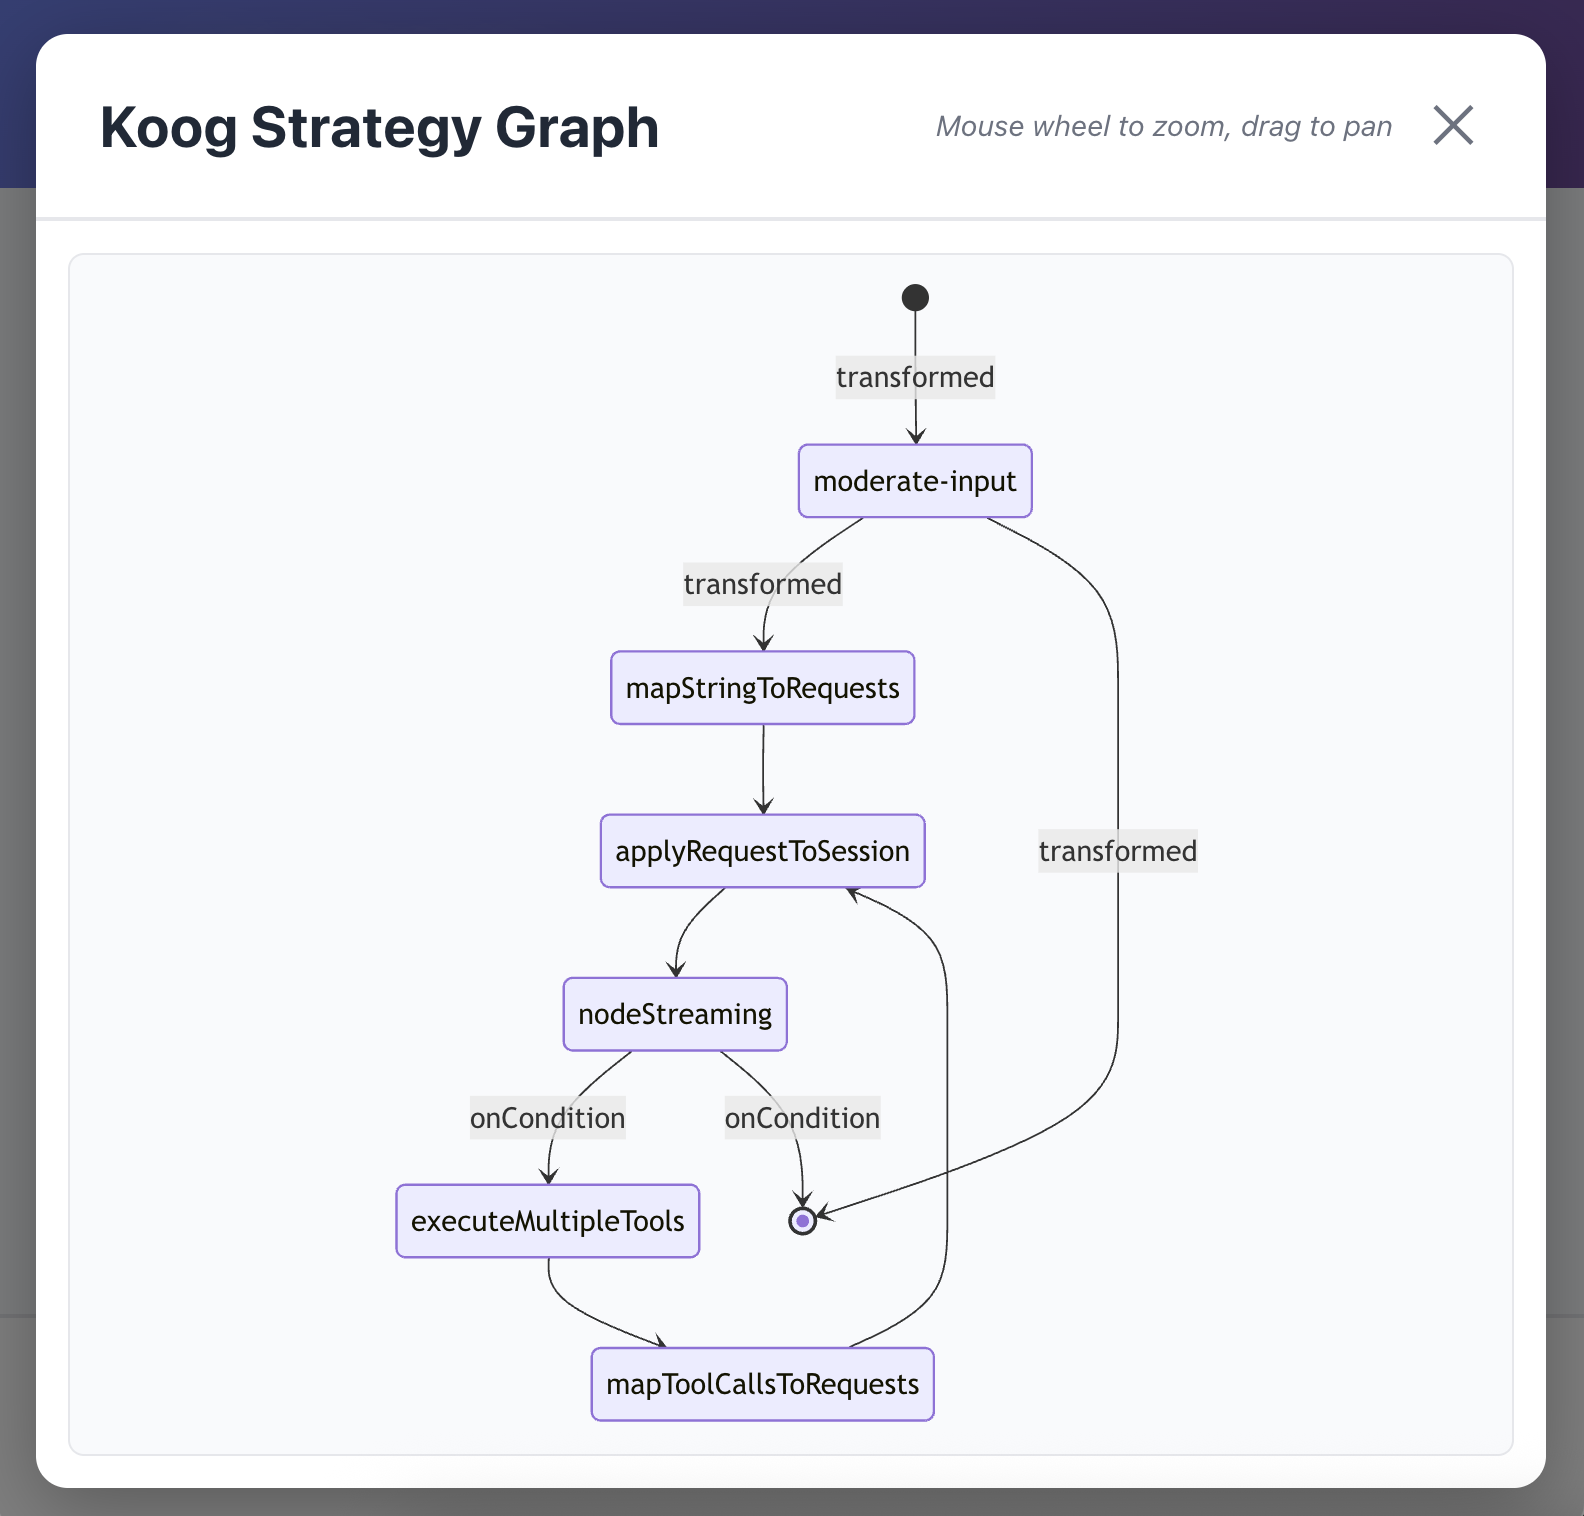 Koog Strategy Graph
Mouse wheel to zoom, drag to pan
transformed
moderate-input
transformed
mapStringToRequests
applyRequestToSession
transformed
nodeStreaming
onCondition
onCondition
executeMultipleTools
mapToolCallsToRequests